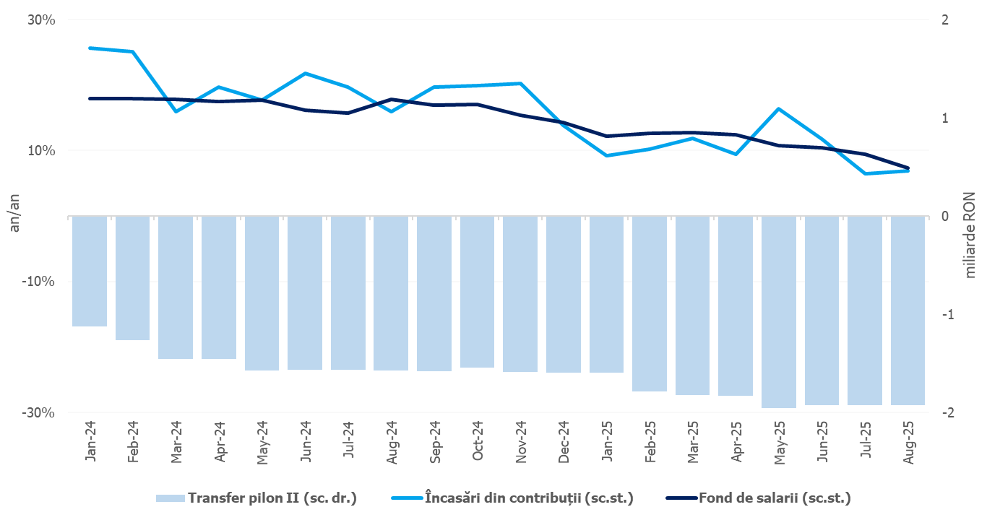 30%
10%
-10%
-30%
an/an
2
1
0
-1
-2
miliarde RON
Jan-24
Feb-24
Mar-24
Apr-24
May-24
Jun-24
Jul-24
Aug-24
Sep-24
Oct-24
Nov-24
Dec-24
Jan-25
Feb-25
Mar-25
Apr-25
May-25
Jun-25
Jul-25
Aug-25
Transfer pilon II (sc. dr.)
Încasări din contribuții (sc.st.)
Fond de salarii (sc.st.)